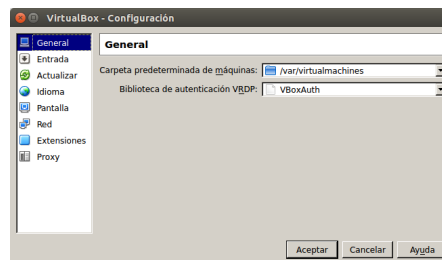 VirtualBox - Configuración
General
General
Carpeta predeterminada de máquinas: /var/virtualmachines
Biblioteca de autenticación VRDP: VBoxAuth
Entrada
Actualizar
Idioma
Pantalla
Red
Extensiones
Proxy
Aceptar Cancelar Ayuda